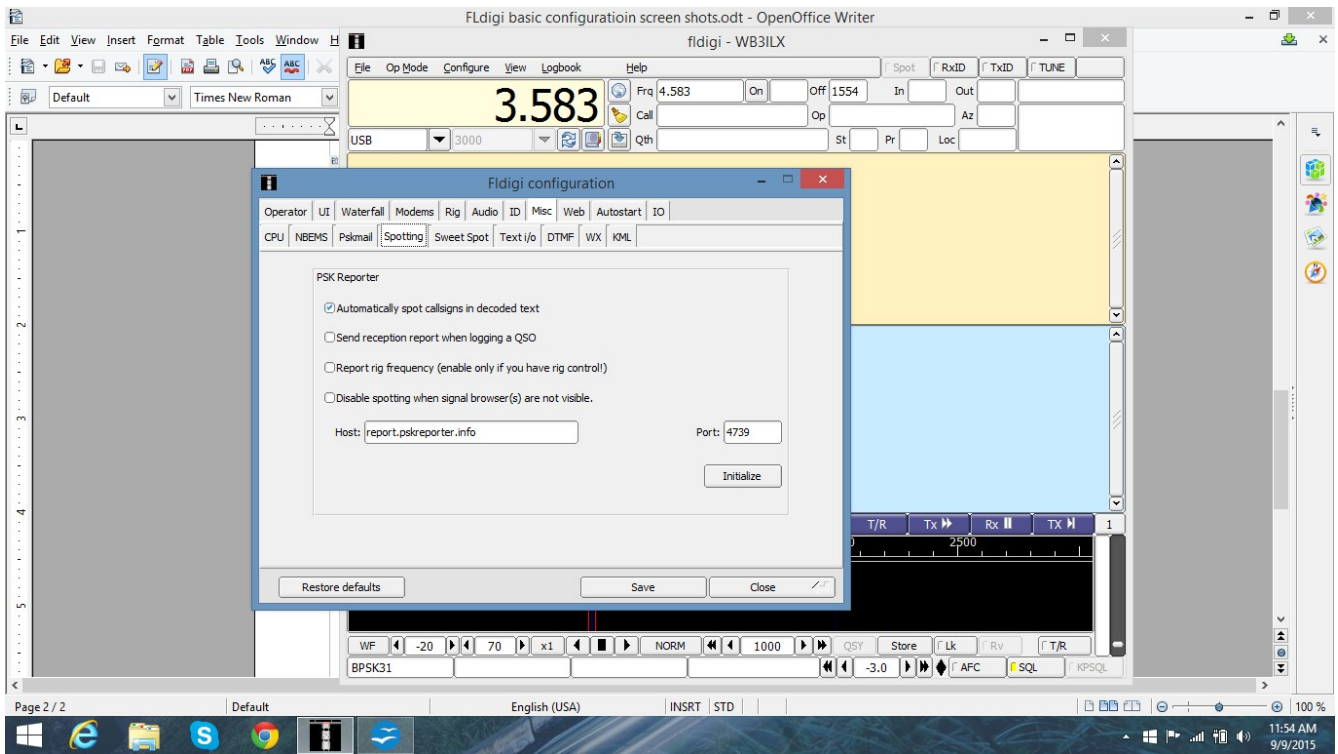 FLdigi basic configuratioin screen shots.odt - OpenOffice Writer
File Edit View Insert Format Table Tools Window H
Default Times New Roman
fldigi - WB3ILX
File Op Mode Configure View Logbook Help Spot RxID TxID TUNE
3.583
Frq 4.583 On Off 1554 In Out
Call Op Az
USB 3000 Qth St Pr Loc
Fldigi configuration
Operator UI Waterfall Modems Rig Audio ID Misc Web Autostart IO
CPU NBEMS Pskmail Spotting Sweet Spot Text i/o DTMF WX KML
PSK Reporter
Automatically spot callsigns in decoded text
Send reception report when logging a QSO
Report rig frequency (enable only if you have rig control!)
Disable spotting when signal browser(s) are not visible.
Host: report.pskreporter.info Port: 4739
Initialize
Restore defaults Save Close
T/R Tx Rx TX 1
2500
WF -20 70 x1 NORM 1000 QSY Store Lk Rv T/R
BPSK31 -3.0 AFC SQL KPSQL
2
3
4
5
Page 2 / 2 Default English (USA) INSRT STD 100 %
11:54 AM
9/9/2015